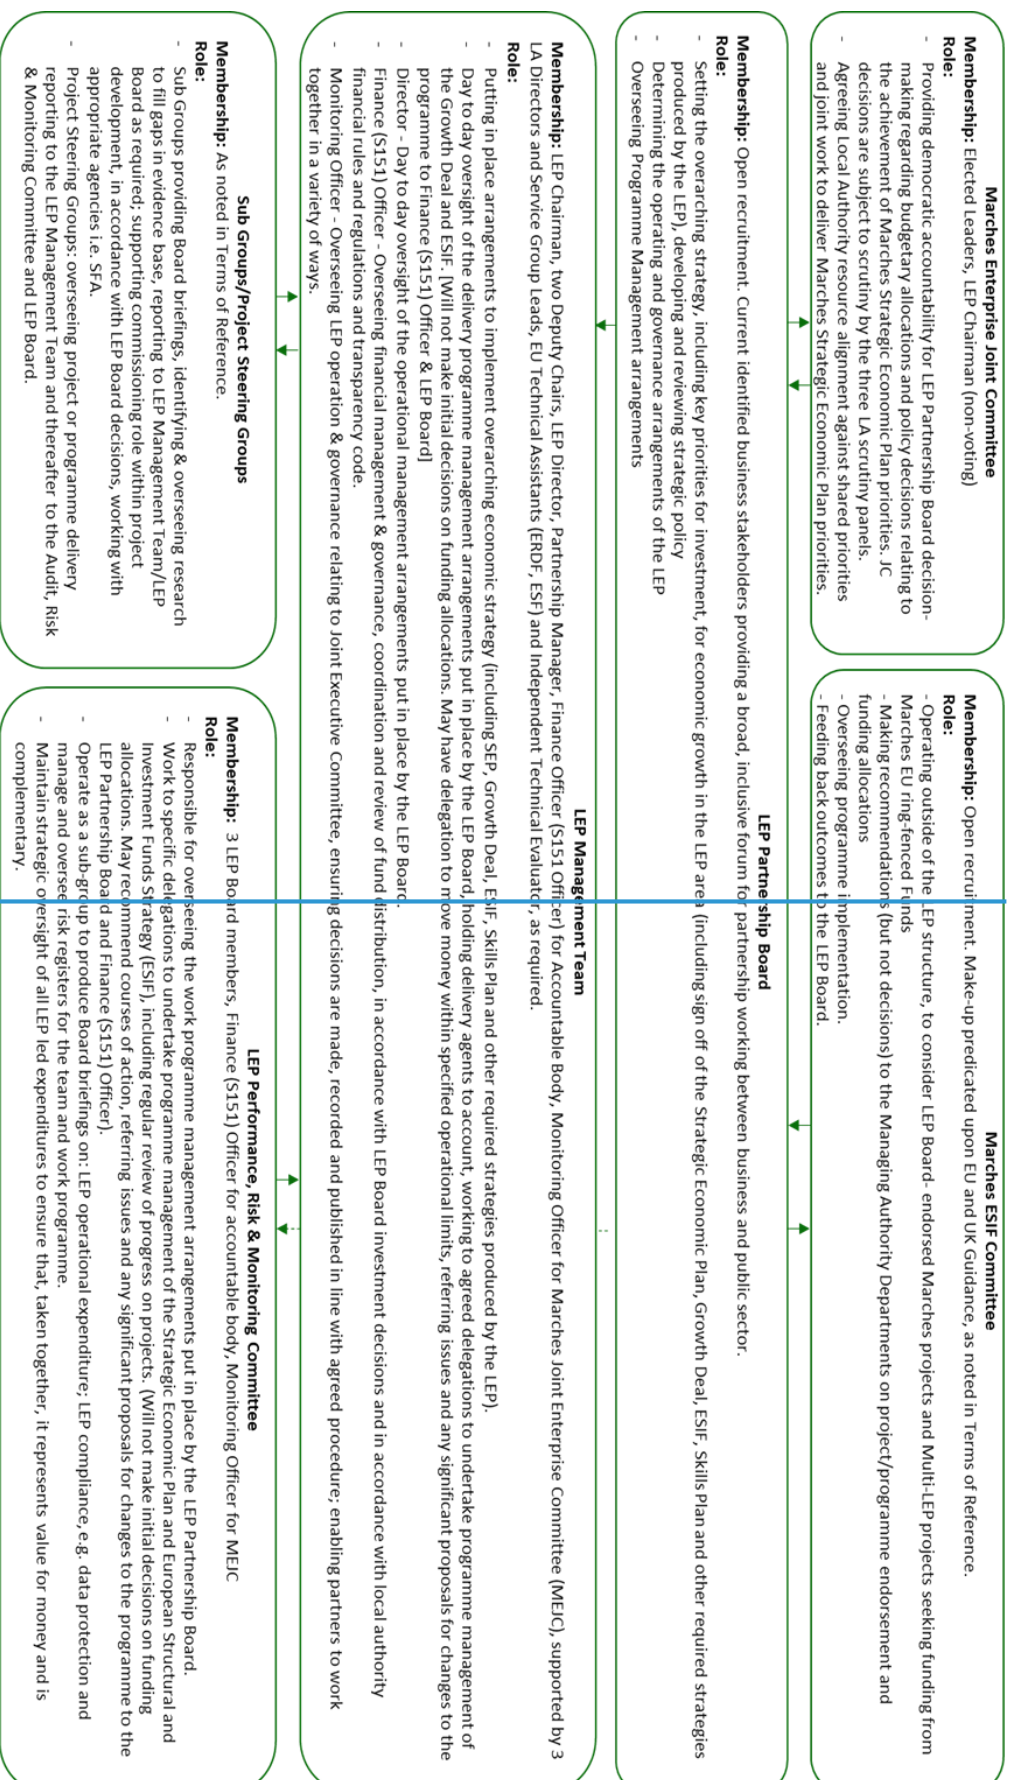 Marches Enterprise Joint Committee
Membership: Elected Leaders, LEP Chairman (non-voting)
Role:
- Providing democratic accountability for LEP Partnership Board decision-
making regarding budgetary allocations and policy decisions relating to
the achievement of Marches Strategic Economic Plan priorities. JC
decisions are subject to scrutiny by the three LA scrutiny panels.
- Agreeing Local Authority resource alignment against shared priorities
and joint work to deliver Marches Strategic Economic Plan priorities.
Marches ESIF Committee
Membership: Open recruitment. Make-up predicated upon EU and UK Guidance, as noted in Terms of Reference.
Role:
- Operating outside of the LEP structure, to consider LEP Board- endorsed Marches projects and Multi-LEP projects seeking funding from
Marches EU ring-fenced Funds
- Making recommendations (but not decisions) to the Managing Authority Departments on project/programme endorsement and
funding allocations
- Overseeing programme implementation.
- Feeding back outcomes to the LEP Board.
LEP Partnership Board
Membership: Open recruitment. Current identified business stakeholders providing a broad, inclusive forum for partnership working between business and public sector.
Role:
- Setting the overarching strategy, including key priorities for investment, for economic growth in the LEP area (including sign off of the Strategic Economic Plan, Growth Deal, ESIF, Skills Plan and other required strategies
produced by the LEP), developing and reviewing strategic policy
- Determining the operating and governance arrangements of the LEP
- Overseeing Programme Management arrangements
LEP Management Team
Membership: LEP Chairman, two Deputy Chairs, LEP Director, Partnership Manager, Finance Officer (S151 Officer) for Accountable Body, Monitoring Officer for Marches Joint Enterprise Committee (MEJC), supported by 3
LA Directors and Service Group Leads, EU Technical Assistants (ERDF, ESF) and Independent Technical Evaluator, as required.
Role:
- Putting in place arrangements to implement overarching economic strategy (including SEP, Growth Deal, ESIF, Skills Plan and other required strategies produced by the LEP).
- Day to day oversight of the delivery programme management arrangements put in place by the LEP Board, holding delivery agents to account, working to agreed delegations to undertake programme management of
the Growth Deal and ESIF. [Will not make initial decisions on funding allocations. May have delegation to move money within specified operational limits, referring issues and any significant proposals for changes to the
programme to Finance (S151) Officer & LEP Board]
- Director - Day to day oversight of the operational management arrangements put in place by the LEP Board.
- Finance (S151) Officer - Overseeing financial management & governance, coordination and review of fund distribution, in accordance with LEP Board investment decisions and in accordance with local authority
financial rules and regulations and transparency code.
- Monitoring Officer - Overseeing LEP operation & governance relating to Joint Executive Committee, ensuring decisions are made, recorded and published in line with agreed procedure; enabling partners to work
together in a variety of ways.
Sub Groups/Project Steering Groups
Membership: As noted in Terms of Reference.
Role:
- Sub Groups providing Board briefings, identifying & overseeing research
to fill gaps in evidence base, reporting to LEP Management Team/LEP
Board as required; supporting commissioning role within project
development, in accordance with LEP Board decisions, working with
appropriate agencies i.e. SFA.
- Project Steering Groups: overseeing project or programme delivery
reporting to the LEP Management Team and thereafter to the Audit, Risk
& Monitoring Committee and LEP Board.
LEP Performance, Risk & Monitoring Committee
Membership: 3 LEP Board members, Finance (S151) Officer for accountable body, Monitoring Officer for MEJC
Role:
- Responsible for overseeing the work programme management arrangements put in place by the LEP Partnership Board.
- Work to specific delegations to undertake programme management of the Strategic Economic Plan and European Structural and
Investment Funds Strategy (ESIF), including regular review of progress on projects. (Will not make initial decisions on funding
allocations. May recommend courses of action, referring issues and any significant proposals for changes to the programme to the
LEP Partnership Board and Finance (S151) Officer).
- Operate as a sub-group to produce Board briefings on: LEP operational expenditure; LEP compliance, e.g. data protection and
manage and oversee risk registers for the team and work programme.
- Maintain strategic oversight of all LEP led expenditures to ensure that, taken together, it represents value for money and is
complementary.